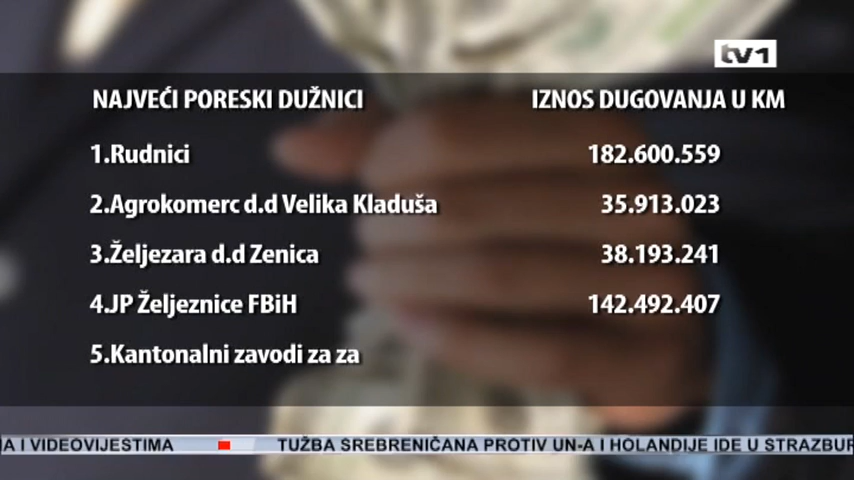 tv1
NAJVEĆI PORESKI DUŽNICI IZNOS DUGOVANJA U KM
1.Rudnici 182.600.559
2.Agrokomerc d.d Velika Kladuša 35.913.023
3.Željezara d.d Zenica 38.193.241
4.JP Željeznice FBiH 142.492.407
5.Kantonalni zavodi za za
A I VIDEOVIJESTIMA TUŽBA SREBRENIČANA PROTIV UN-A I HOLANDIJE IDE U STRAZBUR